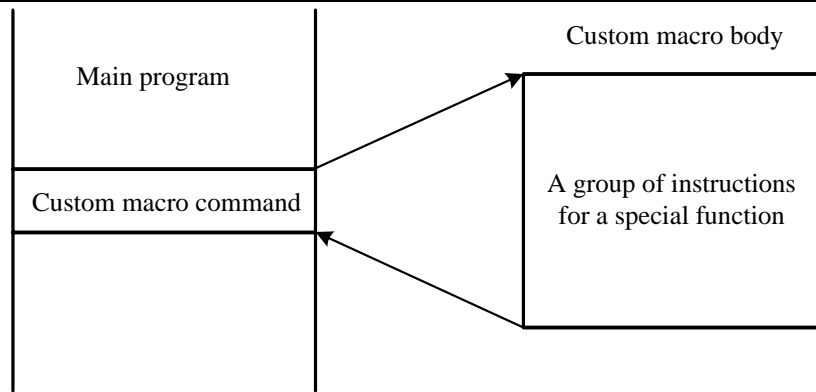 Custom macro body
Main program
Custom macro command
A group of instructions
for a special function